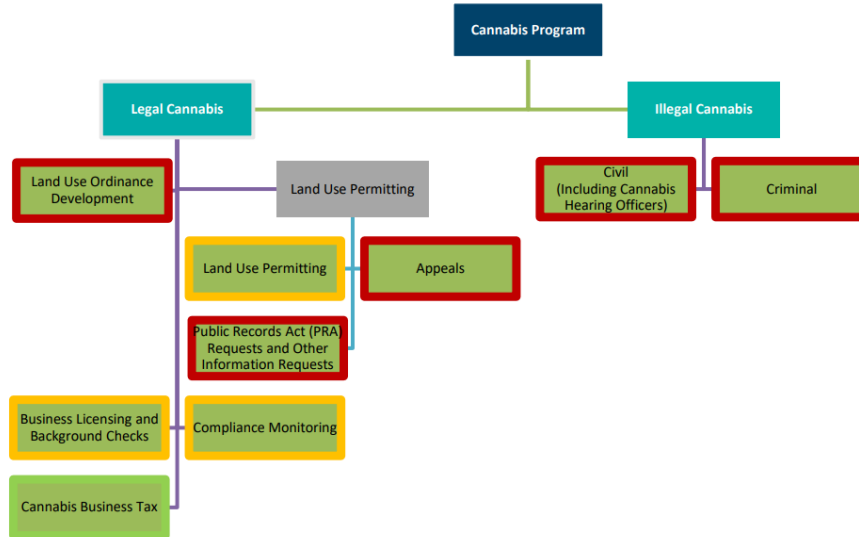 Cannabis Program
Legal Cannabis
Illegal Cannabis
Land Use Ordinance
Development
Land Use Permitting
Civil
(Including Cannabis
Hearing Officers)
Criminal
Land Use Permitting
Appeals
Public Records Act (PRA)
Requests and Other
Information Requests
Business Licensing and
Background Checks
Compliance Monitoring
Cannabis Business Tax